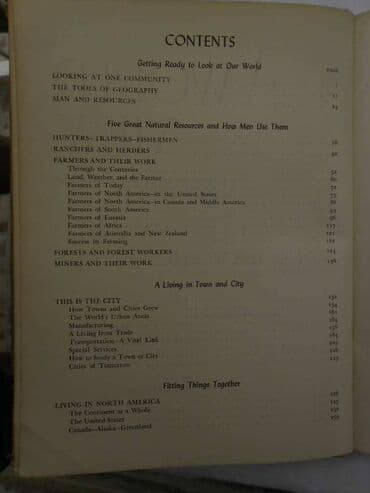 CONTENTS
Getting Ready to Look at Our World
PAGE
LOOKING AT ONE COMMUNITY 1
THE TOOLS OF GEOGRAPHY
MAN AND RESOURCES
Five Great Natural Resources and How Men Use Them
HUNTERS—TRAPPERS—FISHERMEN
RANCHERS AND HERDERS
FARMERS AND THEIR WORK
Through the Centuries
Land, Weather, and the Farmer
Farmers of Today
Farmers of North America—in the United States
Farmers of North America—in Canada and Middle America
Farmers of South America
Farmers of Eurasia
Farmers of Africa 117
Farmers of Australia and New Zealand 121
Success in Farming
FORESTS AND FOREST WORKERS
MINERS AND THEIR WORK
A Living in Town and City
THIS IS THE CITY
How Towns and Cities Grew
The World's Urban Areas
Manufacturing
A Living from Trade
Transportation—A Vital Link
Special Services
How to Study a Town or City
Cities of Tomorrow
Fitting Things Together
LIVING IN NORTH AMERICA
The Continent as a Whole
The United States
Canada—Alaska—Greenland